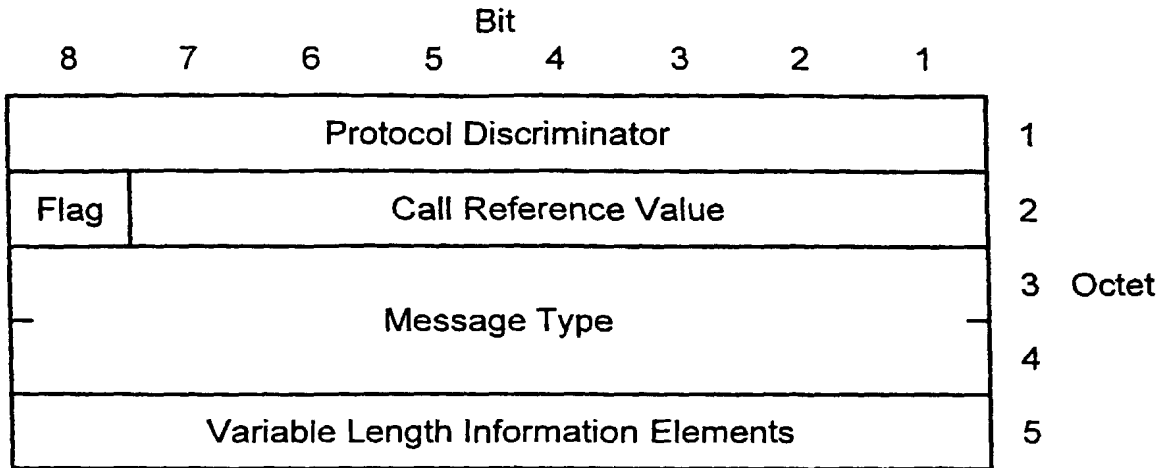 Bit
8 7 6 5 4 3 2 1
Protocol Discriminator 1
Flag Call Reference Value 2
3 Octet
Message Type
4
Variable Length Information Elements 5